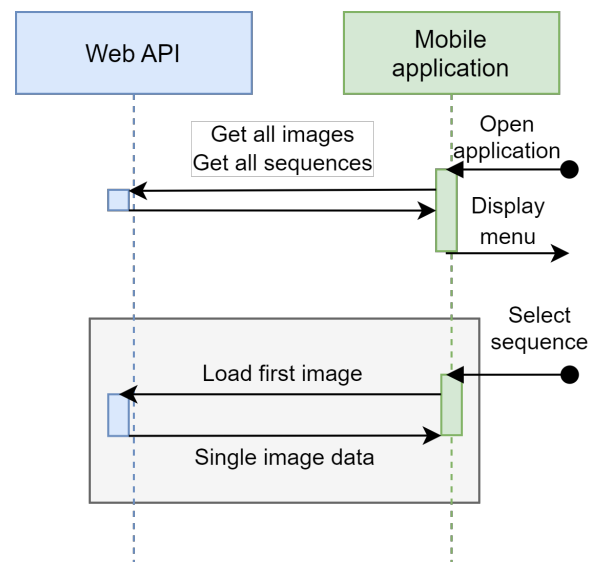 Web API
Mobile
application
Get all images
Get all sequences
Open
application
Display
menu
Select
sequence
Load first image
Single image data